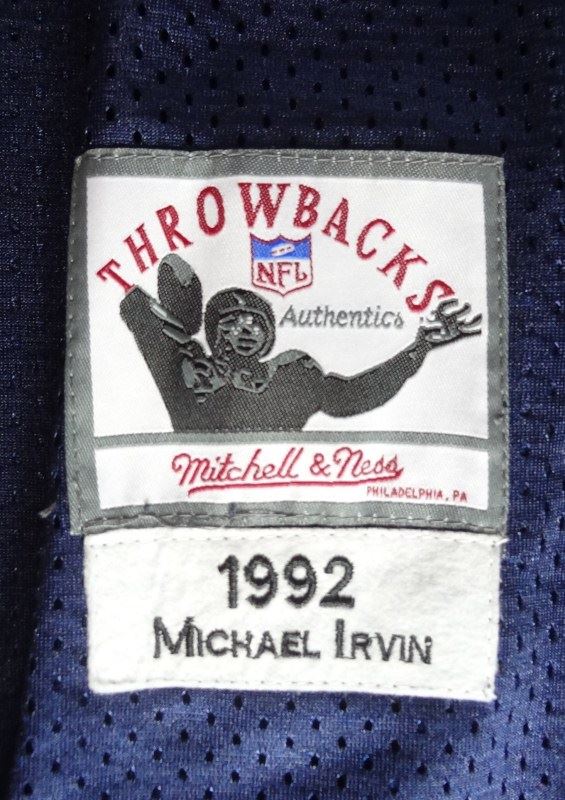 THROWBACKS
NFL
Authentics
Mitchell & Ness
PHILADELPHIA, PA
1992
MICHAEL IRVIN